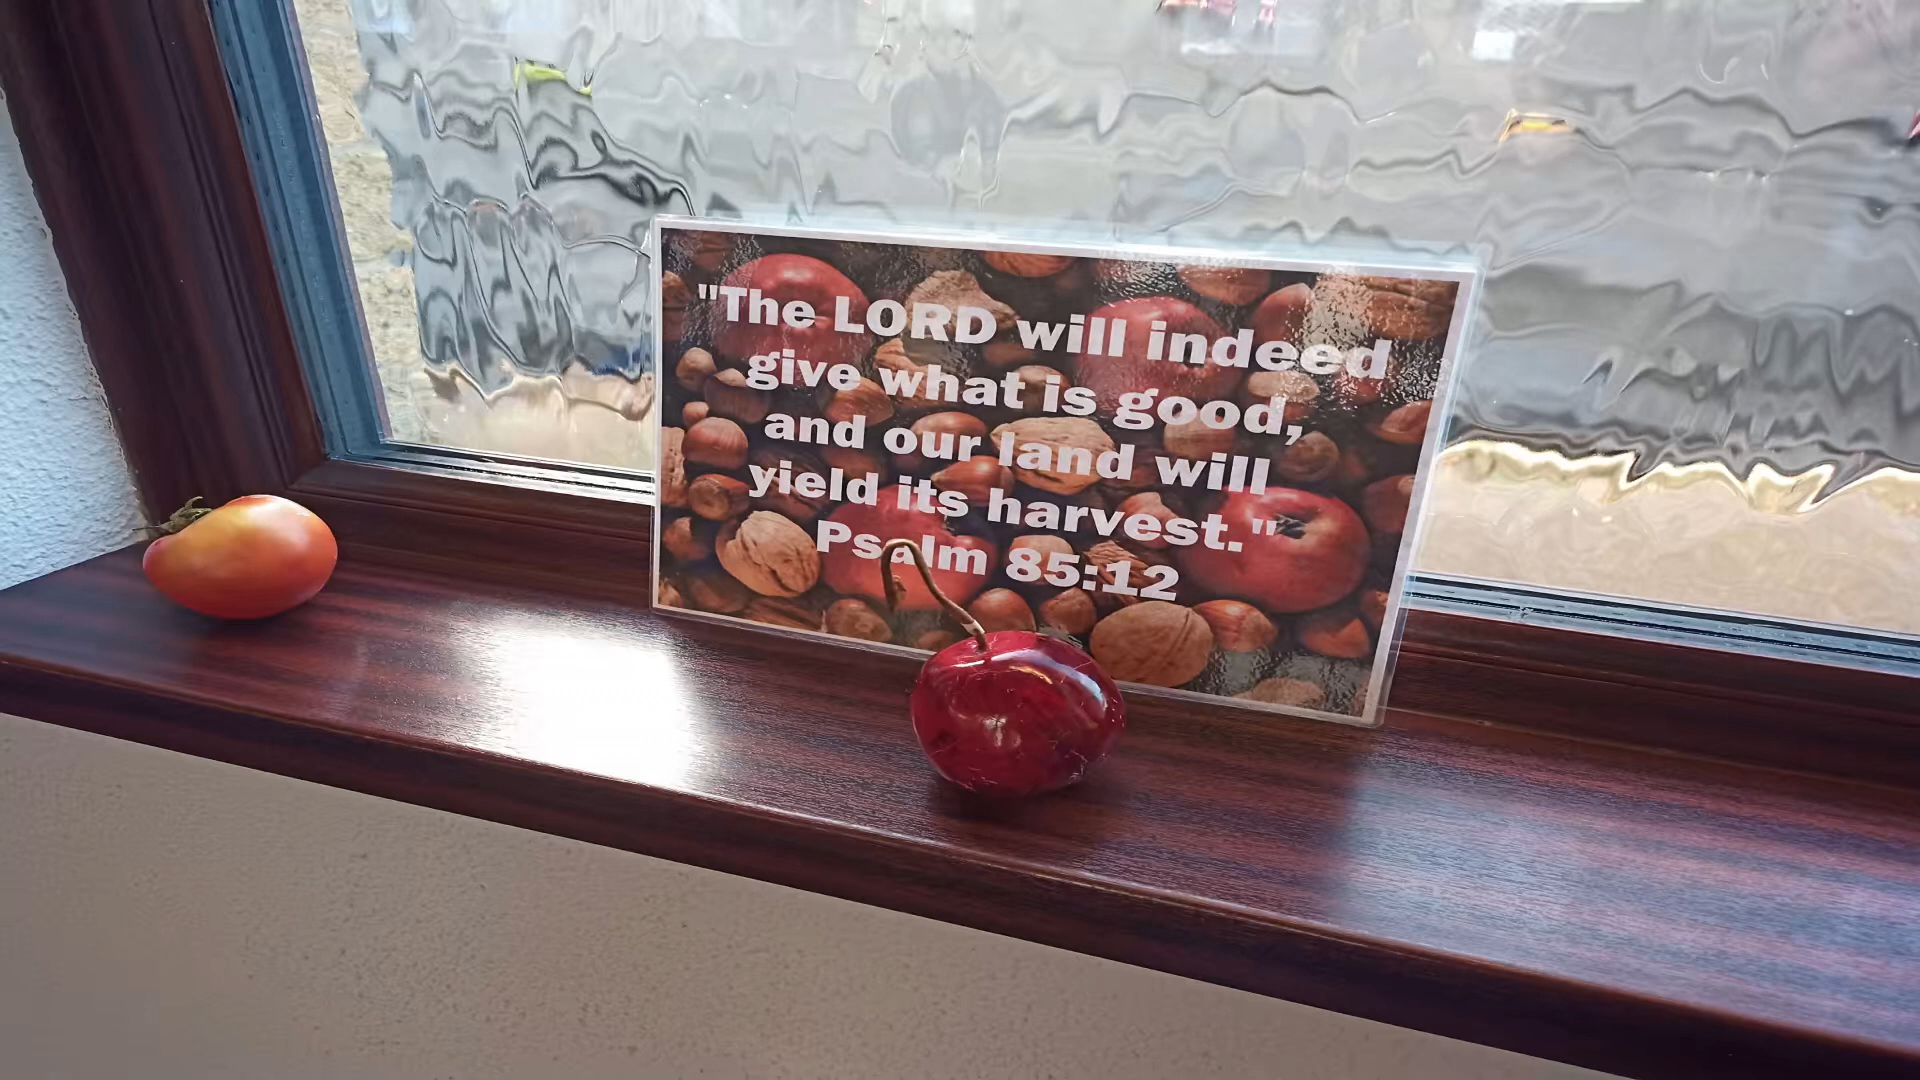 "The LORD will indeed
give what is good,
and our land will
yield its harvest."
Psalm 85:12